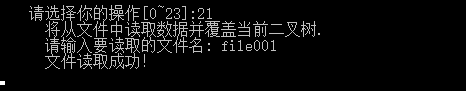 请选择你的操作[0~23]:21
将从文件中读取数据并覆盖当前二叉树.
请输入要读取的文件名: file001
文件读取成功!